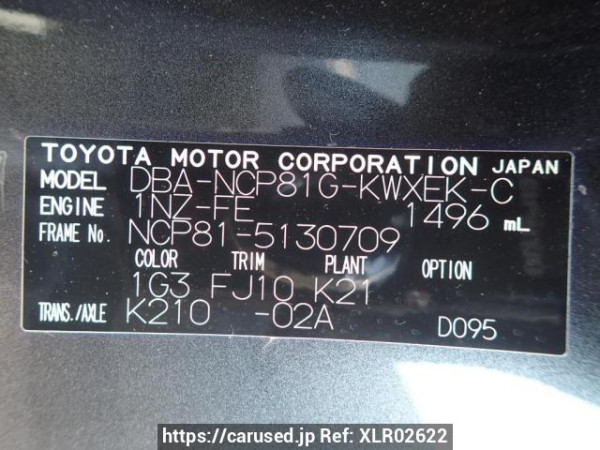 TOYOTA MOTOR CORPORATION JAPAN
MODEL DBA-NCP81G-KWXEK-C
ENGINE 1NZ-FE 1496 mL
FRAME No. NCP81-5130709
COLOR TRIM PLANT OPTION
1G3 FJ10 K21
TRANS./AXLE K210 -02A D095
https://carused.jp Ref: XLR02622